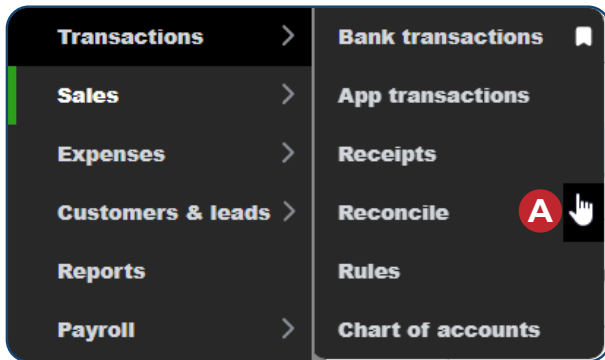 Transactions
Sales
Expenses
Customers & leads
Reports
Payroll
Bank transactions
App transactions
Receipts
Reconcile
A
Rules
Chart of accounts